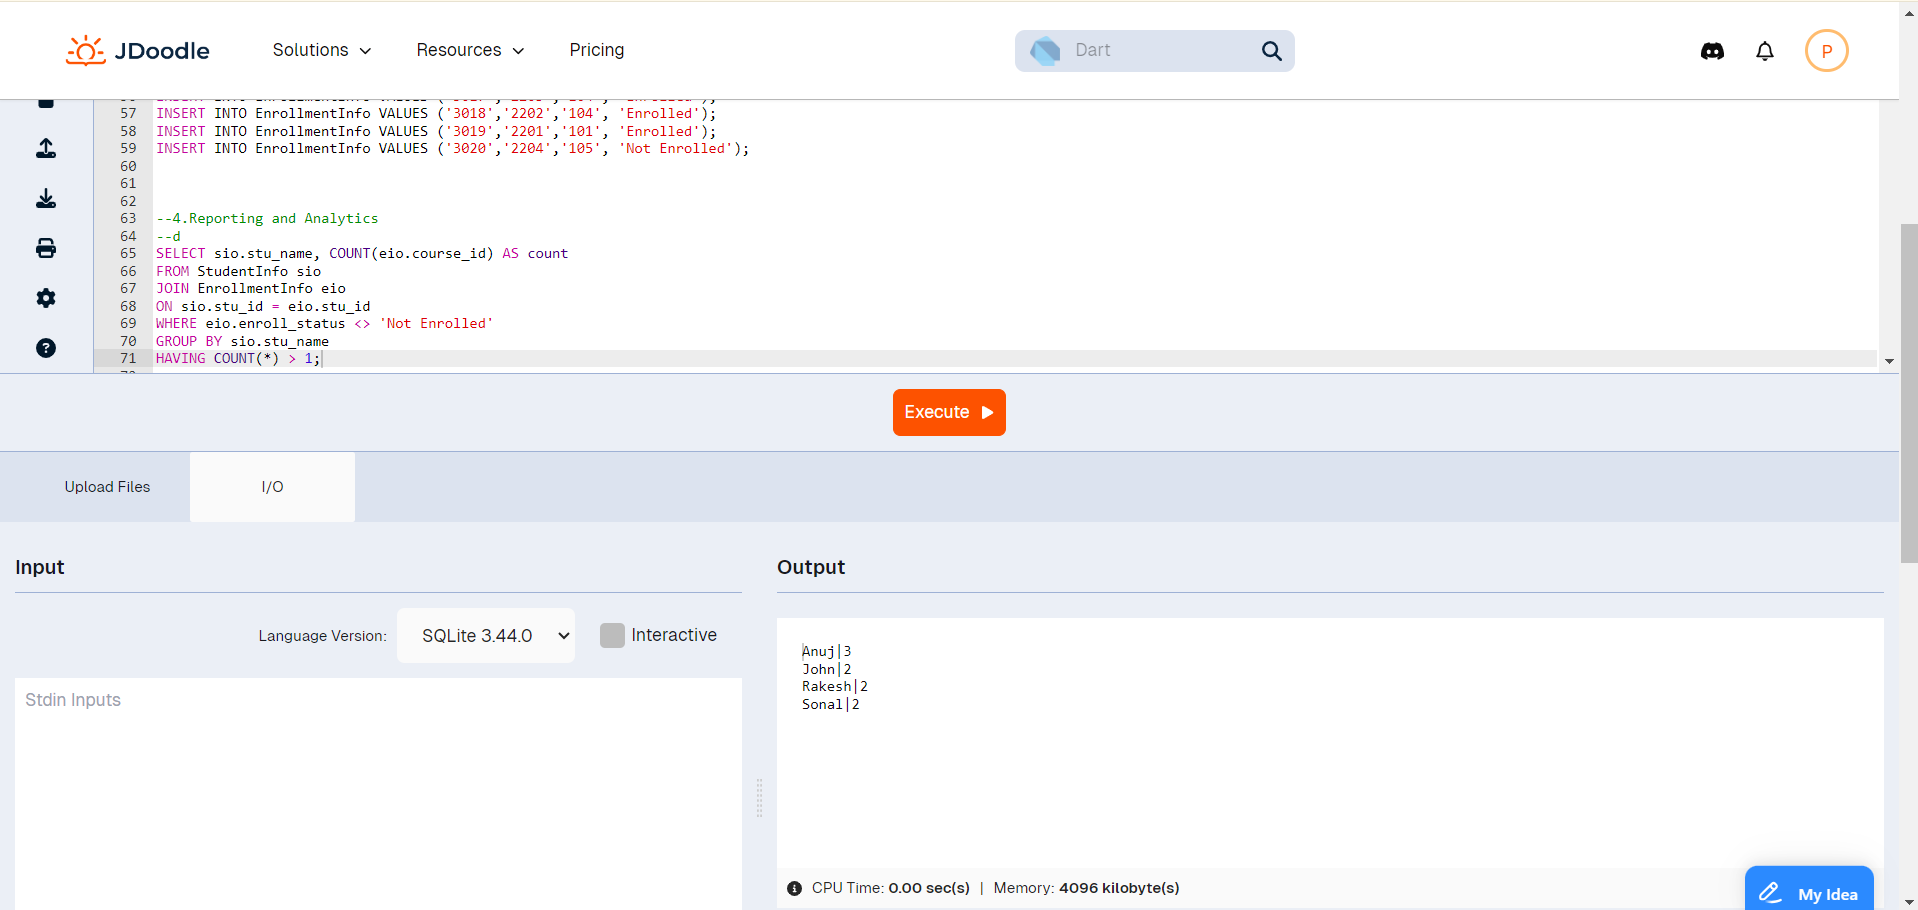 JDoodle
Solutions
Resources
Pricing
Dart
P
57 INSERT INTO EnrollmentInfo VALUES ('3018','2202','104', 'Enrolled');
58 INSERT INTO EnrollmentInfo VALUES ('3019','2201','101', 'Enrolled');
59 INSERT INTO EnrollmentInfo VALUES ('3020','2204','105', 'Not Enrolled');
60
61
62
63 --4.Reporting and Analytics
64 --d
65 SELECT sio.stu_name, COUNT(eio.course_id) AS count
66 FROM StudentInfo sio
67 JOIN EnrollmentInfo eio
68 ON sio.stu_id = eio.stu_id
69 WHERE eio.enroll_status <> 'Not Enrolled'
70 GROUP BY sio.stu_name
71 HAVING COUNT(*) > 1;
Execute
Upload Files
I/O
Input
Output
Language Version:
SQLite 3.44.0
Interactive
Stdin Inputs
Anuj|3
John|2
Rakesh|2
Sonal|2
CPU Time: 0.00 sec(s) | Memory: 4096 kilobyte(s)
My Idea